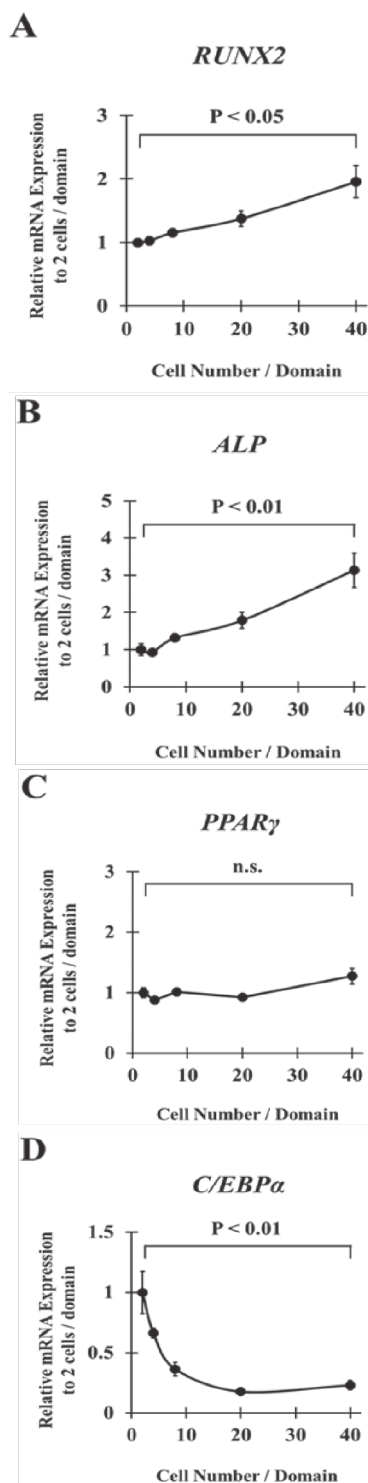 A
RUNX2
P < 0.05
Relative mRNA Expression
to 2 cells / domain
3
2
1
0
0 10 20 30 40
Cell Number / Domain
B
ALP
P < 0.01
Relative mRNA Expression
to 2 cells / domain
5
4
3
2
1
0
0 10 20 30 40
Cell Number / Domain
C
PPARγ
n.s.
Relative mRNA Expression
to 2 cells / domain
3
2
1
0
0 10 20 30 40
Cell Number / Domain
D
C/EBPα
P < 0.01
Relative mRNA Expression
to 2 cells / domain
1.5
1
0.5
0
0 10 20 30 40
Cell Number / Domain